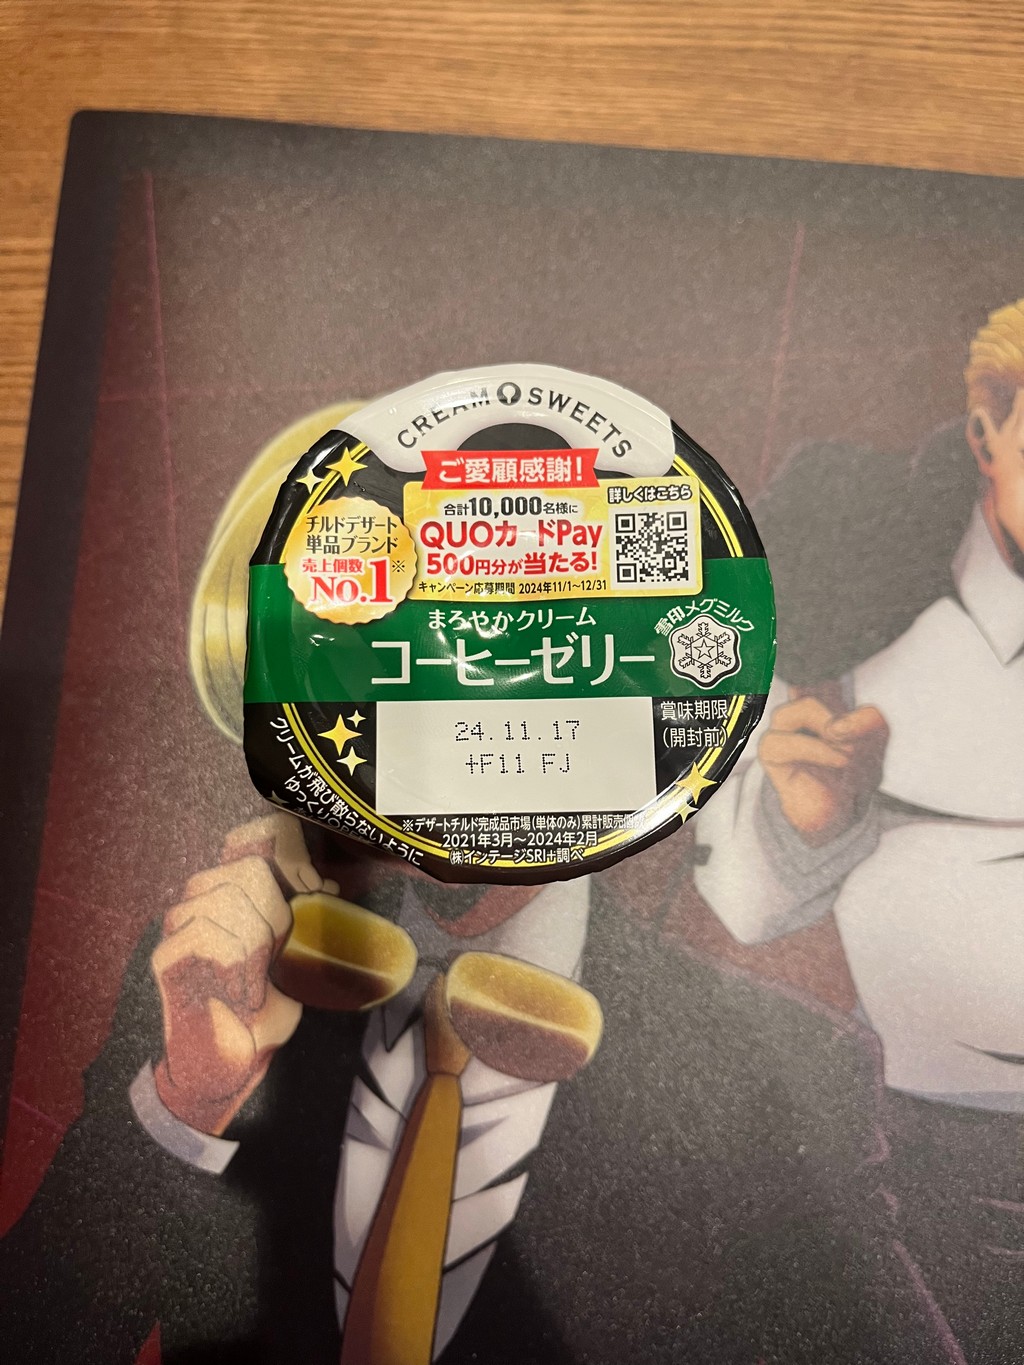 CREAM SWEETS
ご愛顧感謝!
合計10,000名様に
QUOカードPay
500円分が当たる!
キャンペーン応募期間 2024年11/1〜12/31
詳しくはこちら
チルドデザート
単品ブランド
売上個数※
No.1
まろやかクリーム
コーヒーゼリー
雪印メグミルク
24.11.17
+F11 FJ
賞味期限
(開封前)
クリームが飛び散らないように
ゆっくり
※デザートチルド完成品市場(単体のみ)累計販売個数
2021年3月〜2024年2月
㈱インテージSRI+調べ